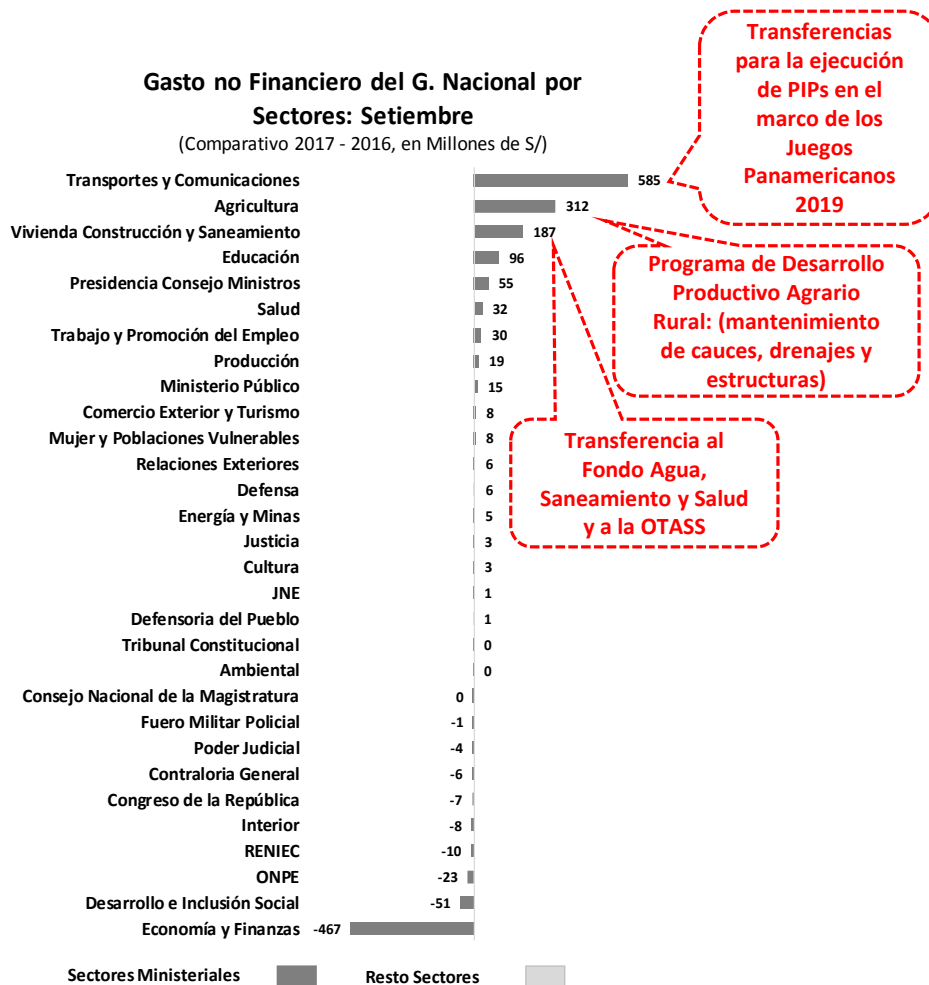 Gasto no Financiero del G. Nacional por
Sectores: Setiembre
(Comparativo 2017 - 2016, en Millones de S/)
Transferencias
para la ejecución
de PIPs en el
marco de los
Juegos
Panamericanos
2019
Transportes y Comunicaciones 585
Agricultura 312
Vivienda Construcción y Saneamiento 187
Educación 96
Presidencia Consejo Ministros 55
Salud 32
Trabajo y Promoción del Empleo 30
Producción 19
Ministerio Público 15
Comercio Exterior y Turismo 8
Mujer y Poblaciones Vulnerables 8
Relaciones Exteriores 6
Defensa 6
Energía y Minas 5
Justicia 3
Cultura 3
JNE 1
Defensoria del Pueblo 1
Tribunal Constitucional 0
Ambiental 0
Consejo Nacional de la Magistratura 0
Fuero Militar Policial -1
Poder Judicial -4
Contraloria General -6
Congreso de la República -7
Interior -8
RENIEC -10
ONPE -23
Desarrollo e Inclusión Social -51
Economía y Finanzas -467
Programa de Desarrollo
Productivo Agrario
Rural: (mantenimiento
de cauces, drenajes y
estructuras)
Transferencia al
Fondo Agua,
Saneamiento y Salud
y a la OTASS
Sectores Ministeriales Resto Sectores